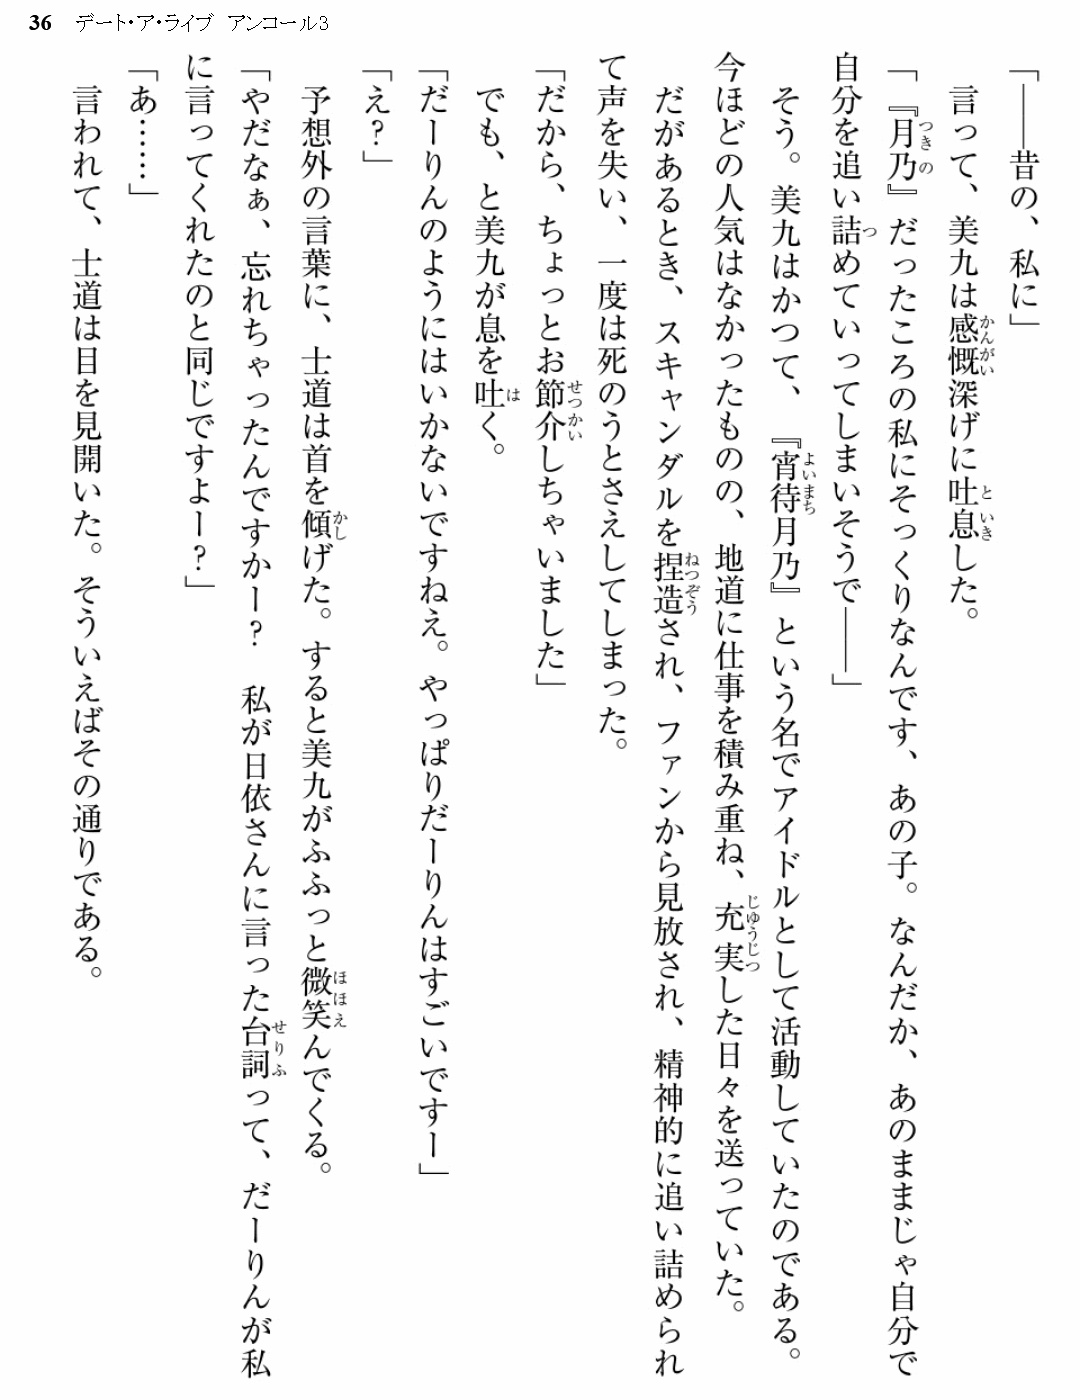 36 デート・ア・ライブ アンコール3
「――昔の、私に」
　言って、美九は感慨深げに吐息した。
「『月乃』だったころの私にそっくりなんです、あの子。なんだか、あのままじゃ自分で
自分を追い詰めていってしまいそうで――」
　そう。美九はかつて、『宵待月乃』という名でアイドルとして活動していたのである。
今ほどの人気はなかったものの、地道に仕事を積み重ね、充実した日々を送っていた。
　だがあるとき、スキャンダルを捏造され、ファンから見放され、精神的に追い詰められ
て声を失い、一度は死のうとさえしてしまった。
「だから、ちょっとお節介しちゃいました」
　でも、と美九が息を吐く。
「だーりんのようにはいかないですねえ。やっぱりだーりんはすごいですー」
「え？」
　予想外の言葉に、士道は首を傾げた。すると美九がふふっと微笑んでくる。
「やだなぁ、忘れちゃったんですかー？　私が日依さんに言った台詞って、だーりんが私
に言ってくれたのと同じですよー？」
「あ……」
　言われて、士道は目を見開いた。そういえばその通りである。